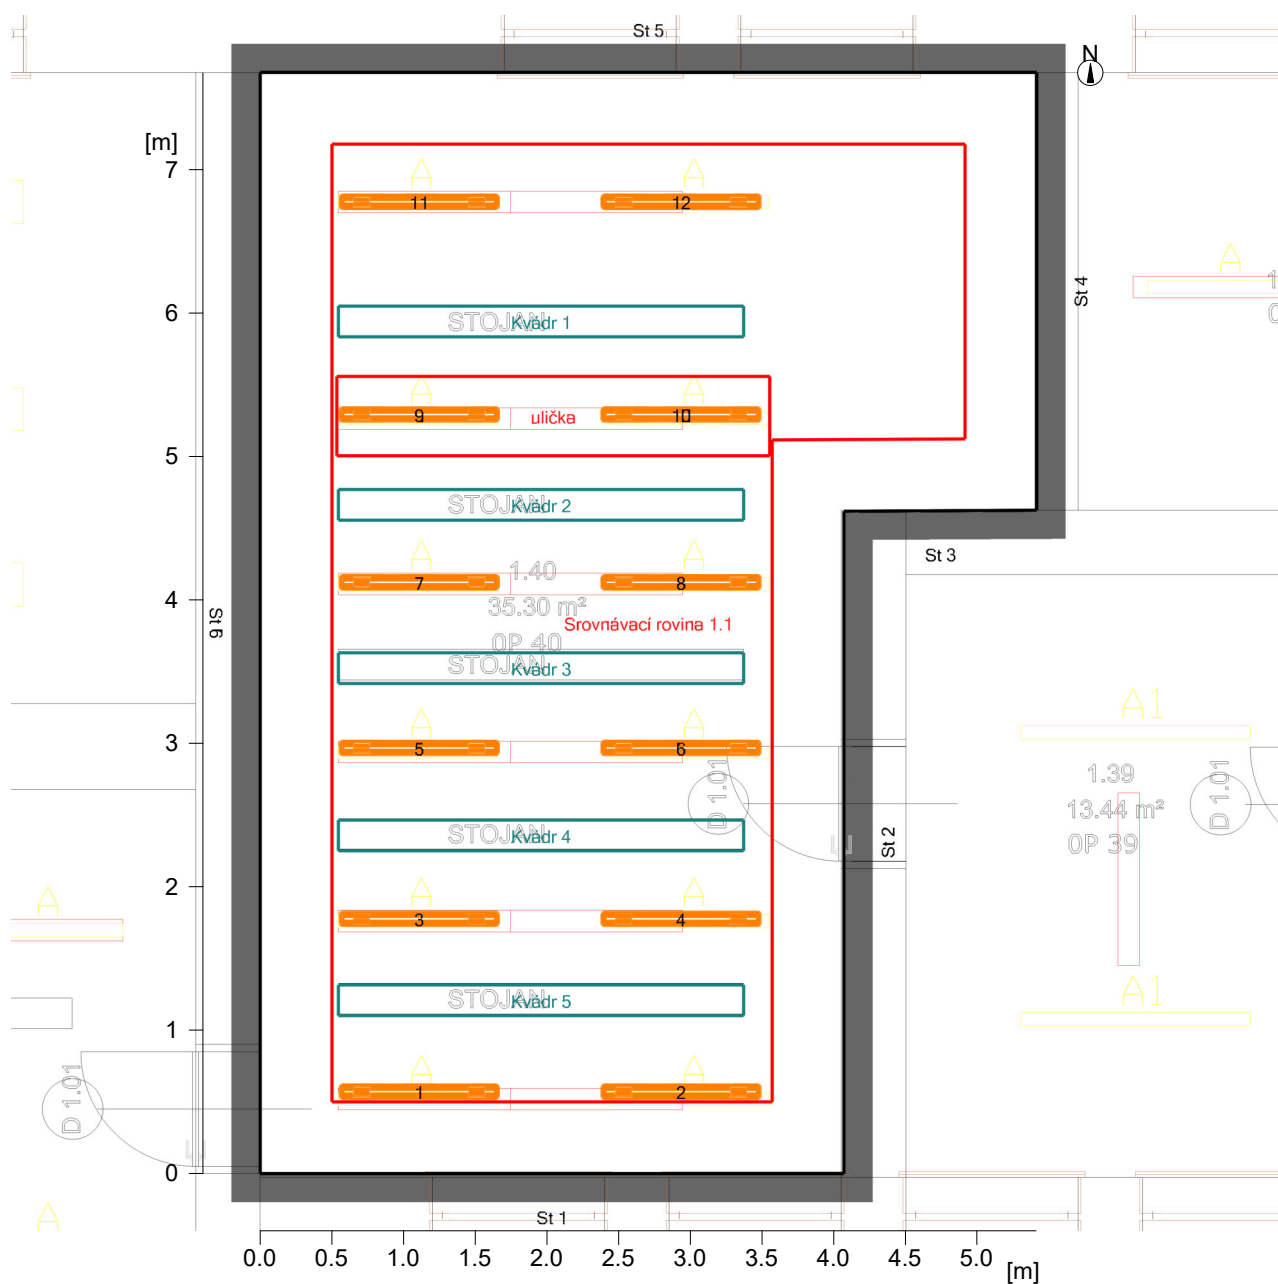 St 5
N
[m]
7
A
A
11
12
A
St 4
6
STOJAN
Kvádr 1
A
A
9
ulička
10
5
STOJAN
Kvádr 2
St 3
A
A
7
1.40
8
4
35.30 m²
St 6
Srovnávací rovina 1.1
0P 40
STOJAN
Kvádr 3
A
A
A1
3
5
6
D 1.01
1.39
13.44 m²
D 1.01
STOJAN
Kvádr 4
0P 39
St 2
2
A
A
A
3
4
STOJAN
Kvádr 5
A1
1
A
A
D 1.01
1
2
0
A
St 1
0.0
0.5
1.0
1.5
2.0
2.5
3.0
3.5
4.0
4.5
5.0
[m]